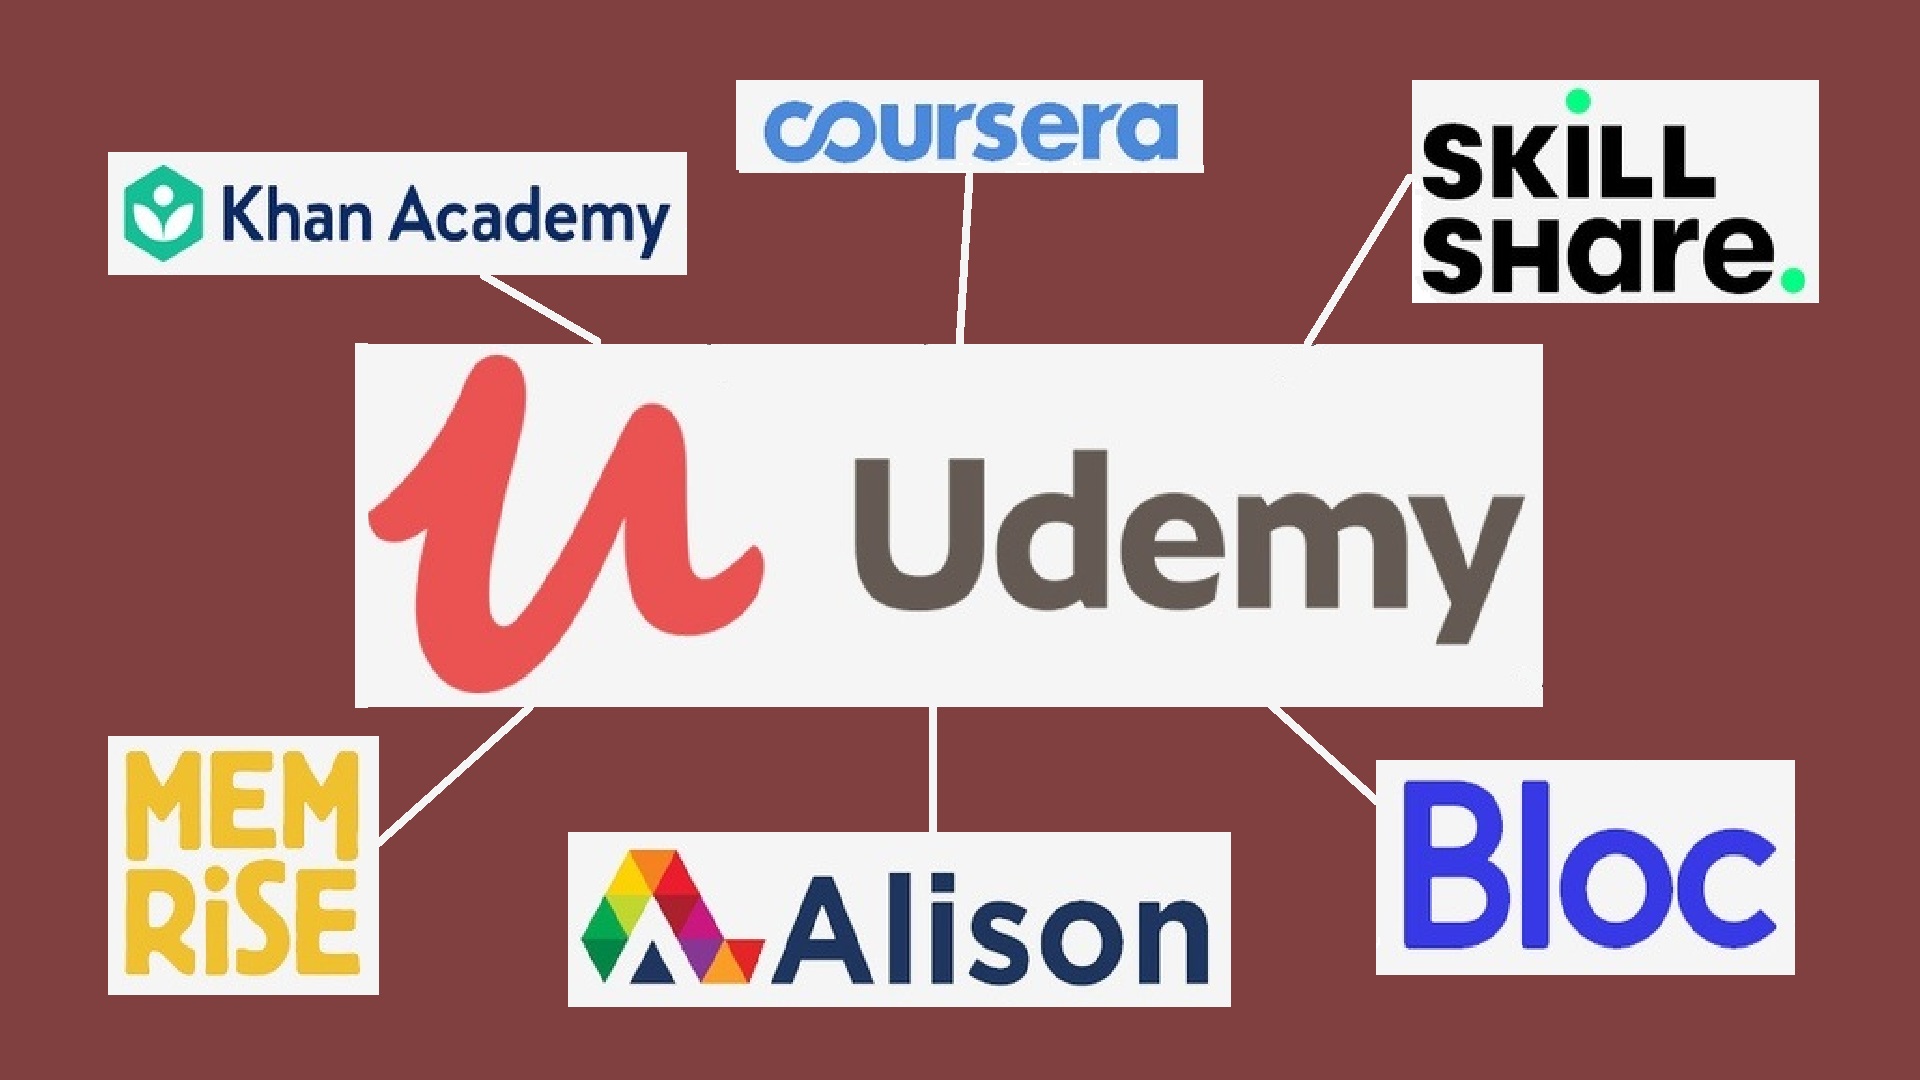 Khan Academy
coursera
SKiLL
SHare.
Udemy
MEM
RiSE
Alison
Bloc